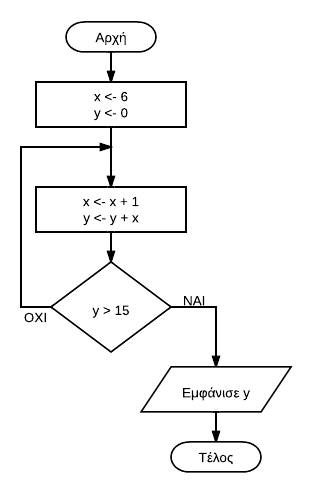 Αρχή
x <- 6
y <- 0
x <- x + 1
y <- y + x
y > 15
ΝΑΙ
ΟΧΙ
Εμφάνισε y
Τέλος